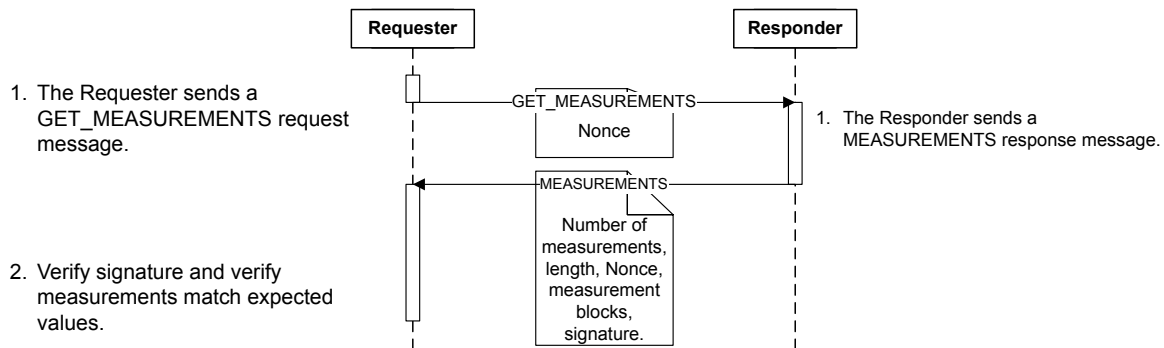 Requester
Responder
1. The Requester sends a
GET_MEASUREMENTS request
message.
GET_MEASUREMENTS
Nonce
1. The Responder sends a
MEASUREMENTS response message.
MEASUREMENTS
Number of
measurements,
length, Nonce,
measurement
blocks,
signature.
2. Verify signature and verify
measurements match expected
values.